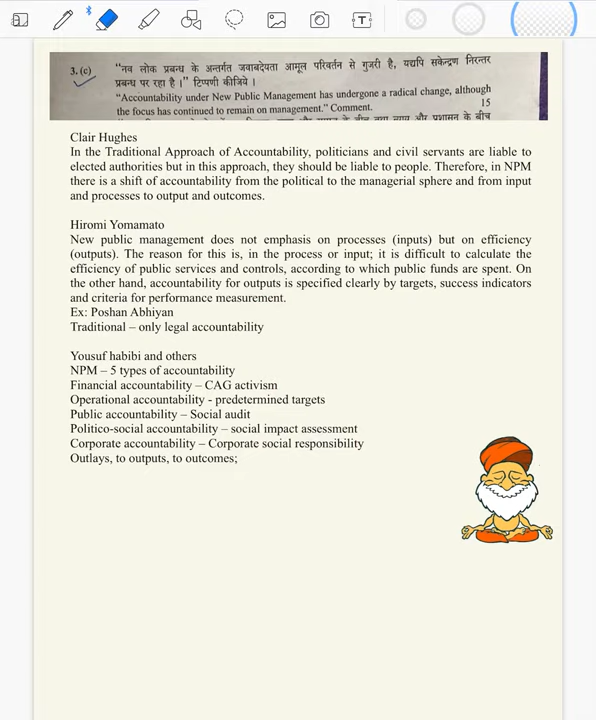 3. (c) "नव लोक प्रबन्ध के अन्तर्गत जवाबदेयता आमूल परिवर्तन से गुजरी है, यद्यपि सकेन्द्रण निरन्तर
प्रबन्ध पर रहा है ।" टिप्पणी कीजिये ।
"Accountability under New Public Management has undergone a radical change, although
the focus has continued to remain on management." Comment. 15
के बीच तथा न्याय और प्रशासन के बीच
Clair Hughes
In the Traditional Approach of Accountability, politicians and civil servants are liable to
elected authorities but in this approach, they should be liable to people. Therefore, in NPM
there is a shift of accountability from the political to the managerial sphere and from input
and processes to output and outcomes.
Hiromi Yomamato
New public management does not emphasis on processes (inputs) but on efficiency
(outputs). The reason for this is, in the process or input; it is difficult to calculate the
efficiency of public services and controls, according to which public funds are spent. On
the other hand, accountability for outputs is specified clearly by targets, success indicators
and criteria for performance measurement.
Ex: Poshan Abhiyan
Traditional – only legal accountability
Yousuf habibi and others
NPM – 5 types of accountability
Financial accountability – CAG activism
Operational accountability - predetermined targets
Public accountability – Social audit
Politico-social accountability – social impact assessment
Corporate accountability – Corporate social responsibility
Outlays, to outputs, to outcomes;